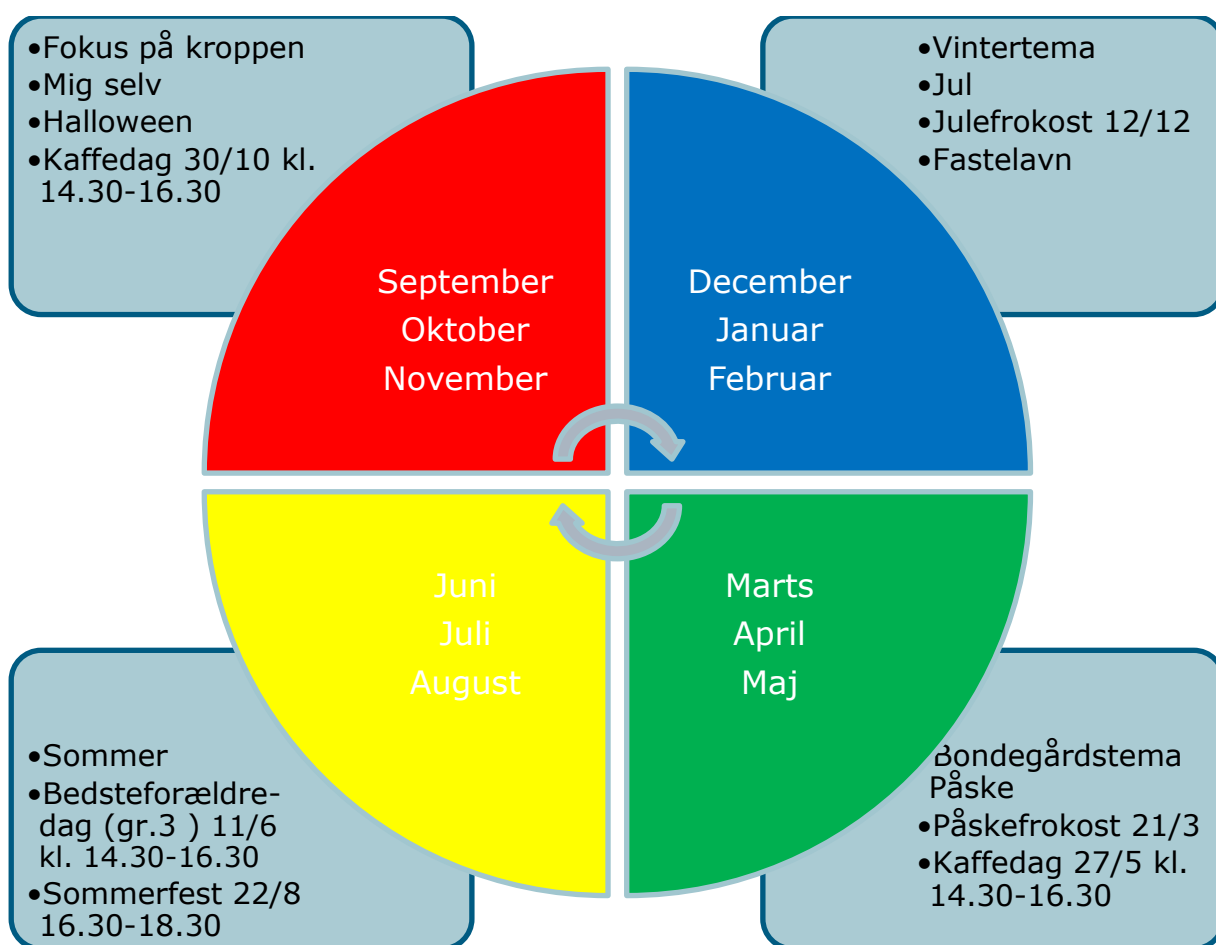 •Fokus på kroppen
•Mig selv
•Halloween
•Kaffedag 30/10 kl.
14.30-16.30
•Vintertema
•Jul
•Julefrokost 12/12
•Fastelavn
September
Oktober
November
December
Januar
Februar
Juni
Juli
August
Marts
April
Maj
•Sommer
•Bedsteforældre-
dag (gr.3 ) 11/6
kl. 14.30-16.30
•Sommerfest 22/8
16.30-18.30
Bondegårdstema
Påske
•Påskefrokost 21/3
•Kaffedag 27/5 kl.
14.30-16.30